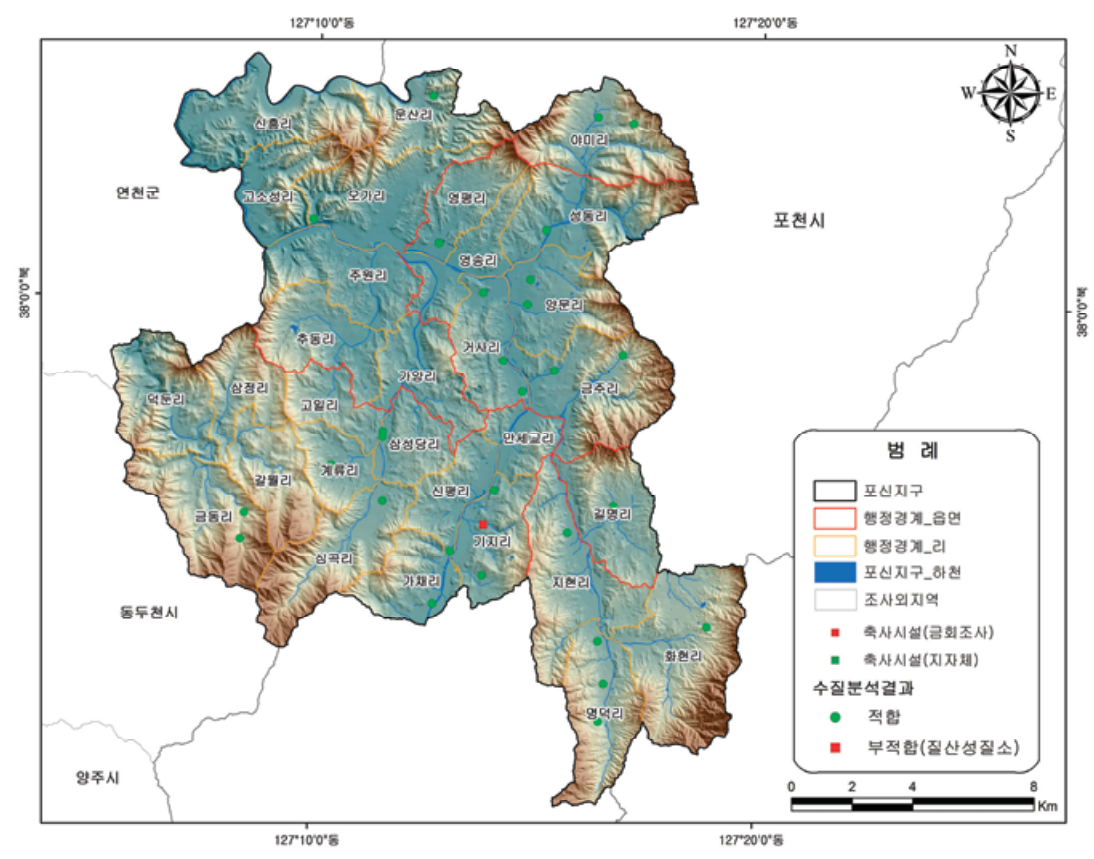 127°10'0"동
127°20'0"동
N
W
E
S
38°0'0"북
38°0'0"북
연천군
포천시
동두천시
양주시
신흥리
운산리
야미리
고소성리
오가리
영평리
성동리
영송리
주원리
양문리
추동리
거사리
가양리
금주리
삼정리
덕둔리
고일리
삼성당리
만세교리
계류리
갈월리
신평리
금동리
길명리
기지리
심곡리
가채리
지현리
화현리
명덕리
범 례
포신지구
행정경계_읍면
행정경계_리
포신지구_하천
조사외지역
축사시설(금회조사)
축사시설(지자체)
수질분석결과
적합
부적합(질산성질소)
0
2
4
8
Km
127°10'0"동
127°20'0"동